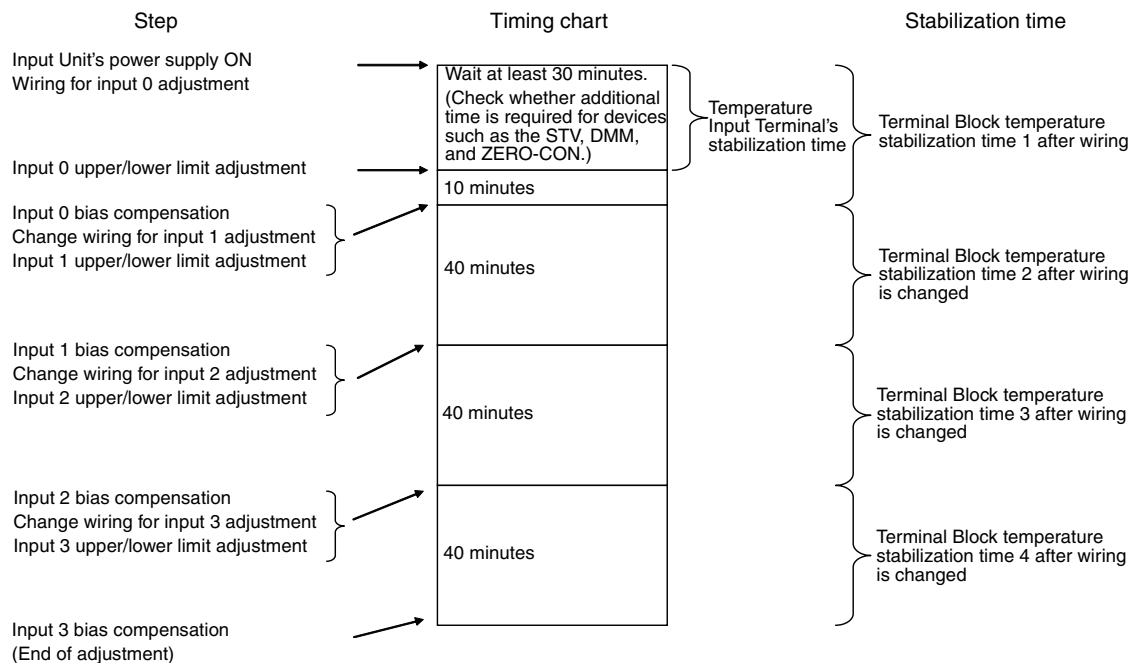 Step
Timing chart
Stabilization time
Input Unit's power supply ON
Wiring for input 0 adjustment
Wait at least 30 minutes.
(Check whether additional
time is required for devices
such as the STV, DMM,
and ZERO-CON.)
Temperature
Input Terminal's
stabilization time
Terminal Block temperature
stabilization time 1 after wiring
Input 0 upper/lower limit adjustment
10 minutes
Input 0 bias compensation
Change wiring for input 1 adjustment
Input 1 upper/lower limit adjustment
40 minutes
Terminal Block temperature
stabilization time 2 after wiring
is changed
Input 1 bias compensation
Change wiring for input 2 adjustment
Input 2 upper/lower limit adjustment
40 minutes
Terminal Block temperature
stabilization time 3 after wiring
is changed
Input 2 bias compensation
Change wiring for input 3 adjustment
Input 3 upper/lower limit adjustment
40 minutes
Terminal Block temperature
stabilization time 4 after wiring
is changed
Input 3 bias compensation
(End of adjustment)